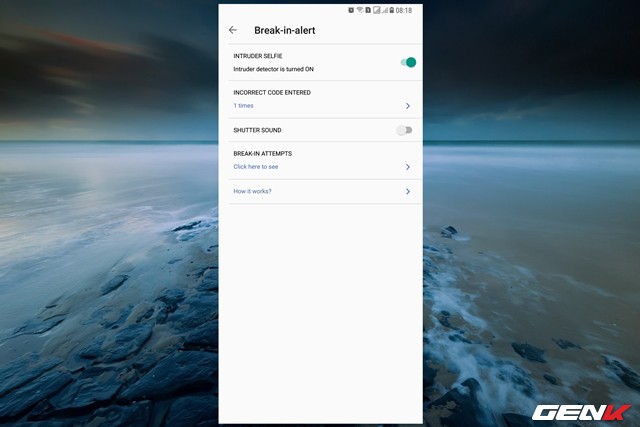 08:18
Break-in-alert
INTRUDER SELFIE
Intruder detector is turned ON
INCORRECT CODE ENTERED
1 times
SHUTTER SOUND
BREAK-IN ATTEMPTS
Click here to see
How it works?
GENK